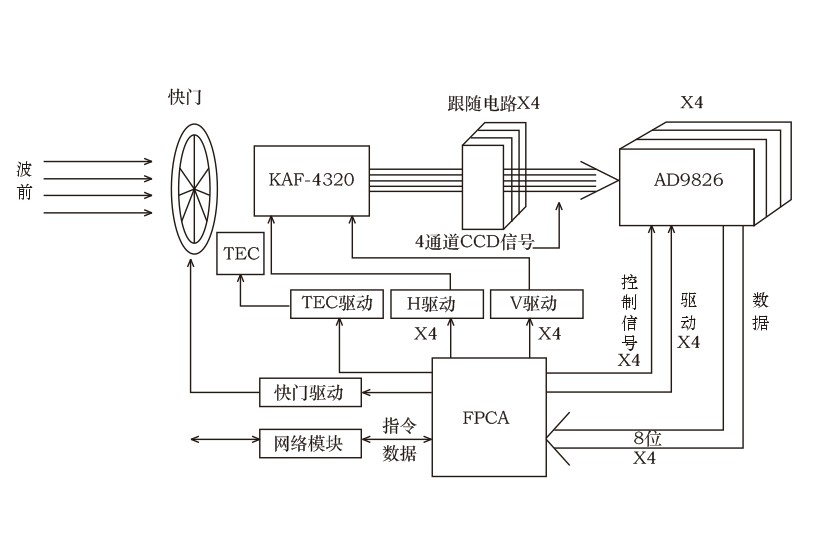 快门
跟随电路X4
X4
波前
KAF-4320
AD9826
4通道CCD信号
TEC
TEC驱动
H驱动
V驱动
X4
X4
控制信号
X4
驱动
X4
数据
快门驱动
FPCA
网络模块
指令
数据
8位
X4